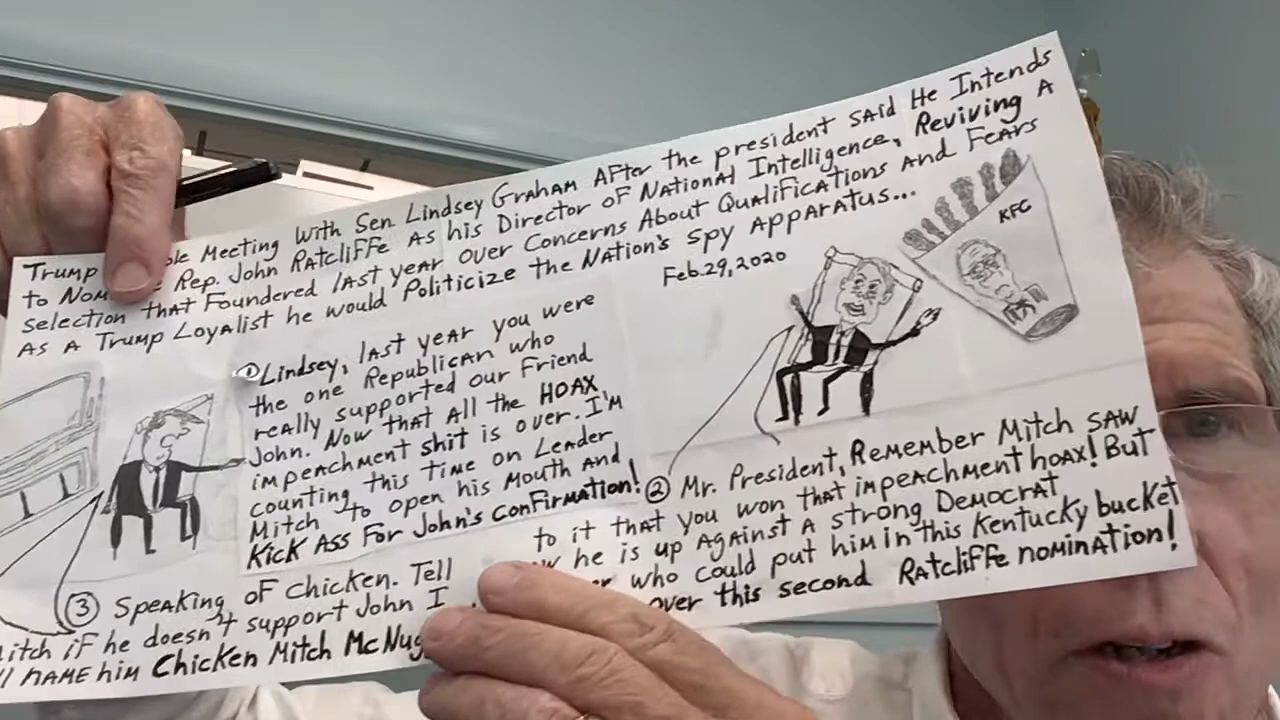 Trump ole Meeting With Sen Lindsey Graham After the president said He Intends
to Nom e Rep. John Ratcliffe As his Director of National Intelligence, Reviving A
Selection that Foundered last year over Concerns About Qualifications and Fears
As A Trump Loyalist he would Politicize the Nation's Spy Apparatus...
Feb. 29, 2020
KFC
① Lindsey, last year you were
the one Republican who
really supported our Friend
John. Now that all the HOAX
impeachment shit is over. I'm
counting this time on Leader
Mitch to open his Mouth and
Kick Ass For John's confirmation!
② Mr. President, Remember Mitch saw
to it that you won that impeachment hoax! But
w he is up against a strong Democrat
er who could put him in this Kentucky bucket
over this second Ratcliffe nomination!
③ Speaking of chicken. Tell
itch if he doesn't support John I
'll name him Chicken Mitch McNug